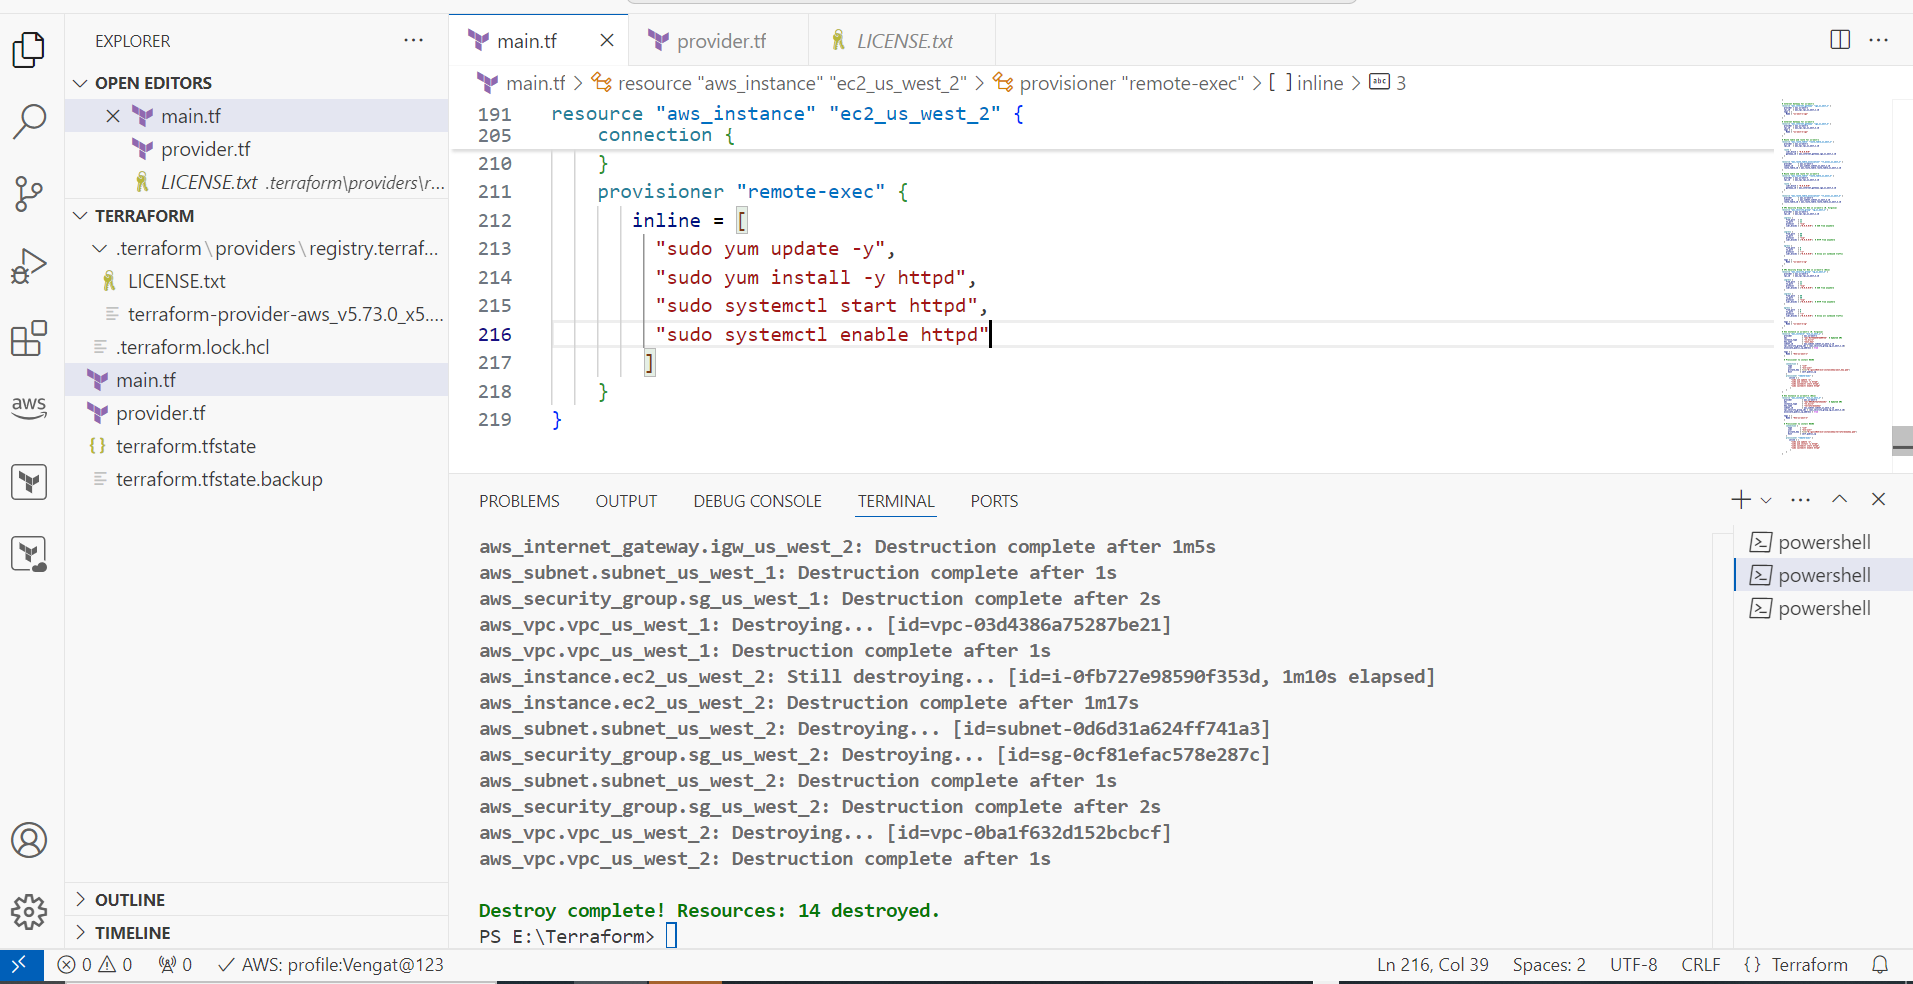 EXPLORER
OPEN EDITORS
main.tf
provider.tf
LICENSE.txt .terraform\providers\r...
TERRAFORM
.terraform\providers\registry.terraf...
LICENSE.txt
terraform-provider-aws_v5.73.0_x5....
.terraform.lock.hcl
main.tf
provider.tf
terraform.tfstate
terraform.tfstate.backup
OUTLINE
TIMELINE
aws
main.tf
provider.tf
LICENSE.txt
main.tf > resource "aws_instance" "ec2_us_west_2" > provisioner "remote-exec" > [ ] inline > abc 3
191 resource "aws_instance" "ec2_us_west_2" {
205 connection {
210 }
211 provisioner "remote-exec" {
212 inline = [
213 "sudo yum update -y",
214 "sudo yum install -y httpd",
215 "sudo systemctl start httpd",
216 "sudo systemctl enable httpd"
217 ]
218 }
219 }
PROBLEMS OUTPUT DEBUG CONSOLE TERMINAL PORTS
aws_internet_gateway.igw_us_west_2: Destruction complete after 1m5s
aws_subnet.subnet_us_west_1: Destruction complete after 1s
aws_security_group.sg_us_west_1: Destruction complete after 2s
aws_vpc.vpc_us_west_1: Destroying... [id=vpc-03d4386a75287be21]
aws_vpc.vpc_us_west_1: Destruction complete after 1s
aws_instance.ec2_us_west_2: Still destroying... [id=i-0fb727e98590f353d, 1m10s elapsed]
aws_instance.ec2_us_west_2: Destruction complete after 1m17s
aws_subnet.subnet_us_west_2: Destroying... [id=subnet-0d6d31a624ff741a3]
aws_security_group.sg_us_west_2: Destroying... [id=sg-0cf81efac578e287c]
aws_subnet.subnet_us_west_2: Destruction complete after 1s
aws_security_group.sg_us_west_2: Destruction complete after 2s
aws_vpc.vpc_us_west_2: Destroying... [id=vpc-0ba1f632d152bcbcf]
aws_vpc.vpc_us_west_2: Destruction complete after 1s
Destroy complete! Resources: 14 destroyed.
PS E:\Terraform>
powershell
powershell
powershell
0 0 0 AWS: profile:Vengat@123
Ln 216, Col 39 Spaces: 2 UTF-8 CRLF {} Terraform